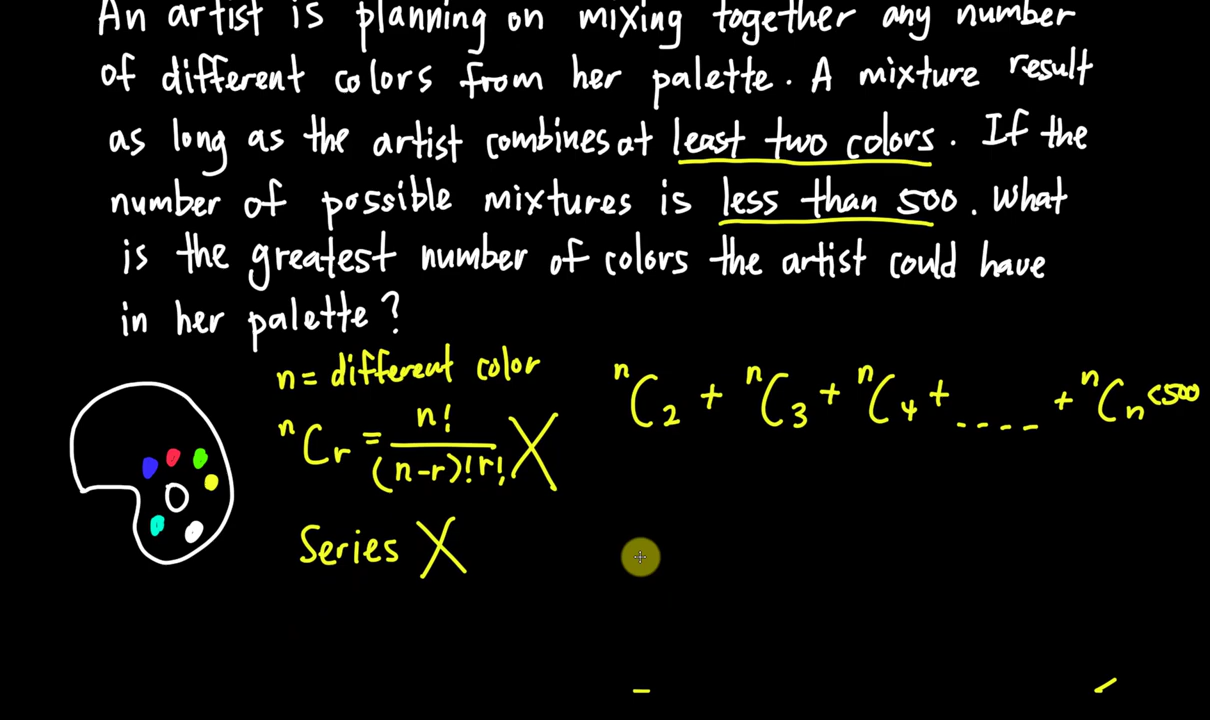 An artist is planning on mixing together any number
of different colors from her palette. A mixture result
as long as the artist combines at least two colors. If the
number of possible mixtures is less than 500. What
is the greatest number of colors the artist could have
in her palette?
n = different color
ⁿC₂ + ⁿC₃ + ⁿC₄ + ---- + ⁿCₙ <500
ⁿCᵣ = n! / (n-r)! r! X
Series X